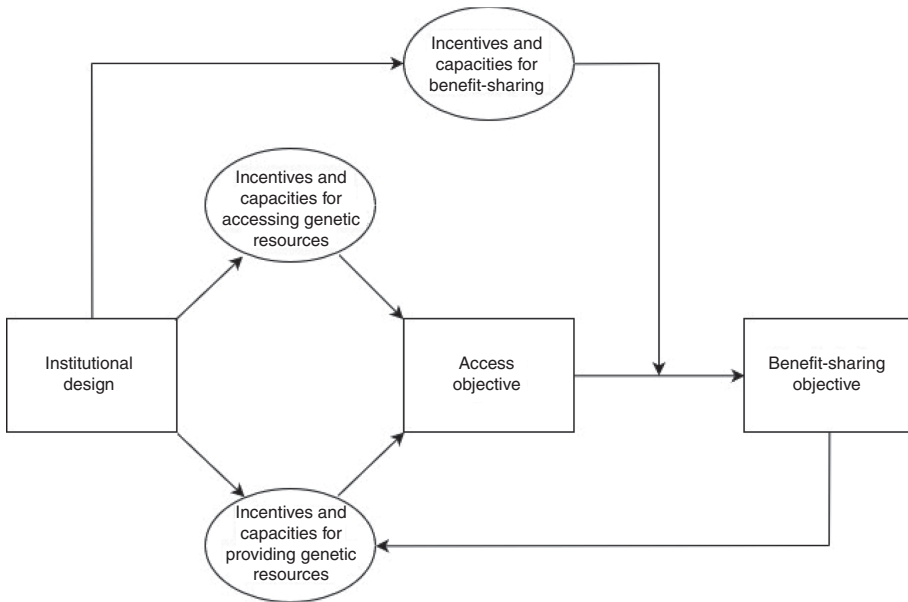 Incentives and
capacities for
benefit-sharing
Incentives and
capacities for
accessing genetic
resources
Institutional
design
Access
objective
Benefit-sharing
objective
Incentives and
capacities for
providing genetic
resources